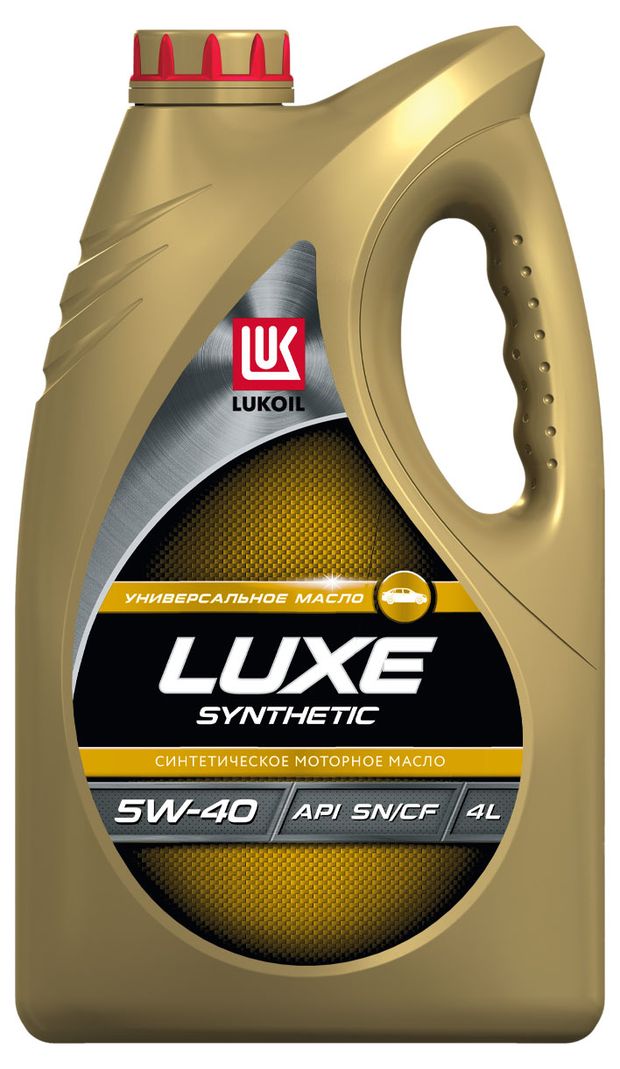 LUK
LUKOIL
УНИВЕРСАЛЬНОЕ МАСЛО
LUXE
SYNTHETIC
СИНТЕТИЧЕСКОЕ МОТОРНОЕ МАСЛО
5W-40 API SN/CF 4L